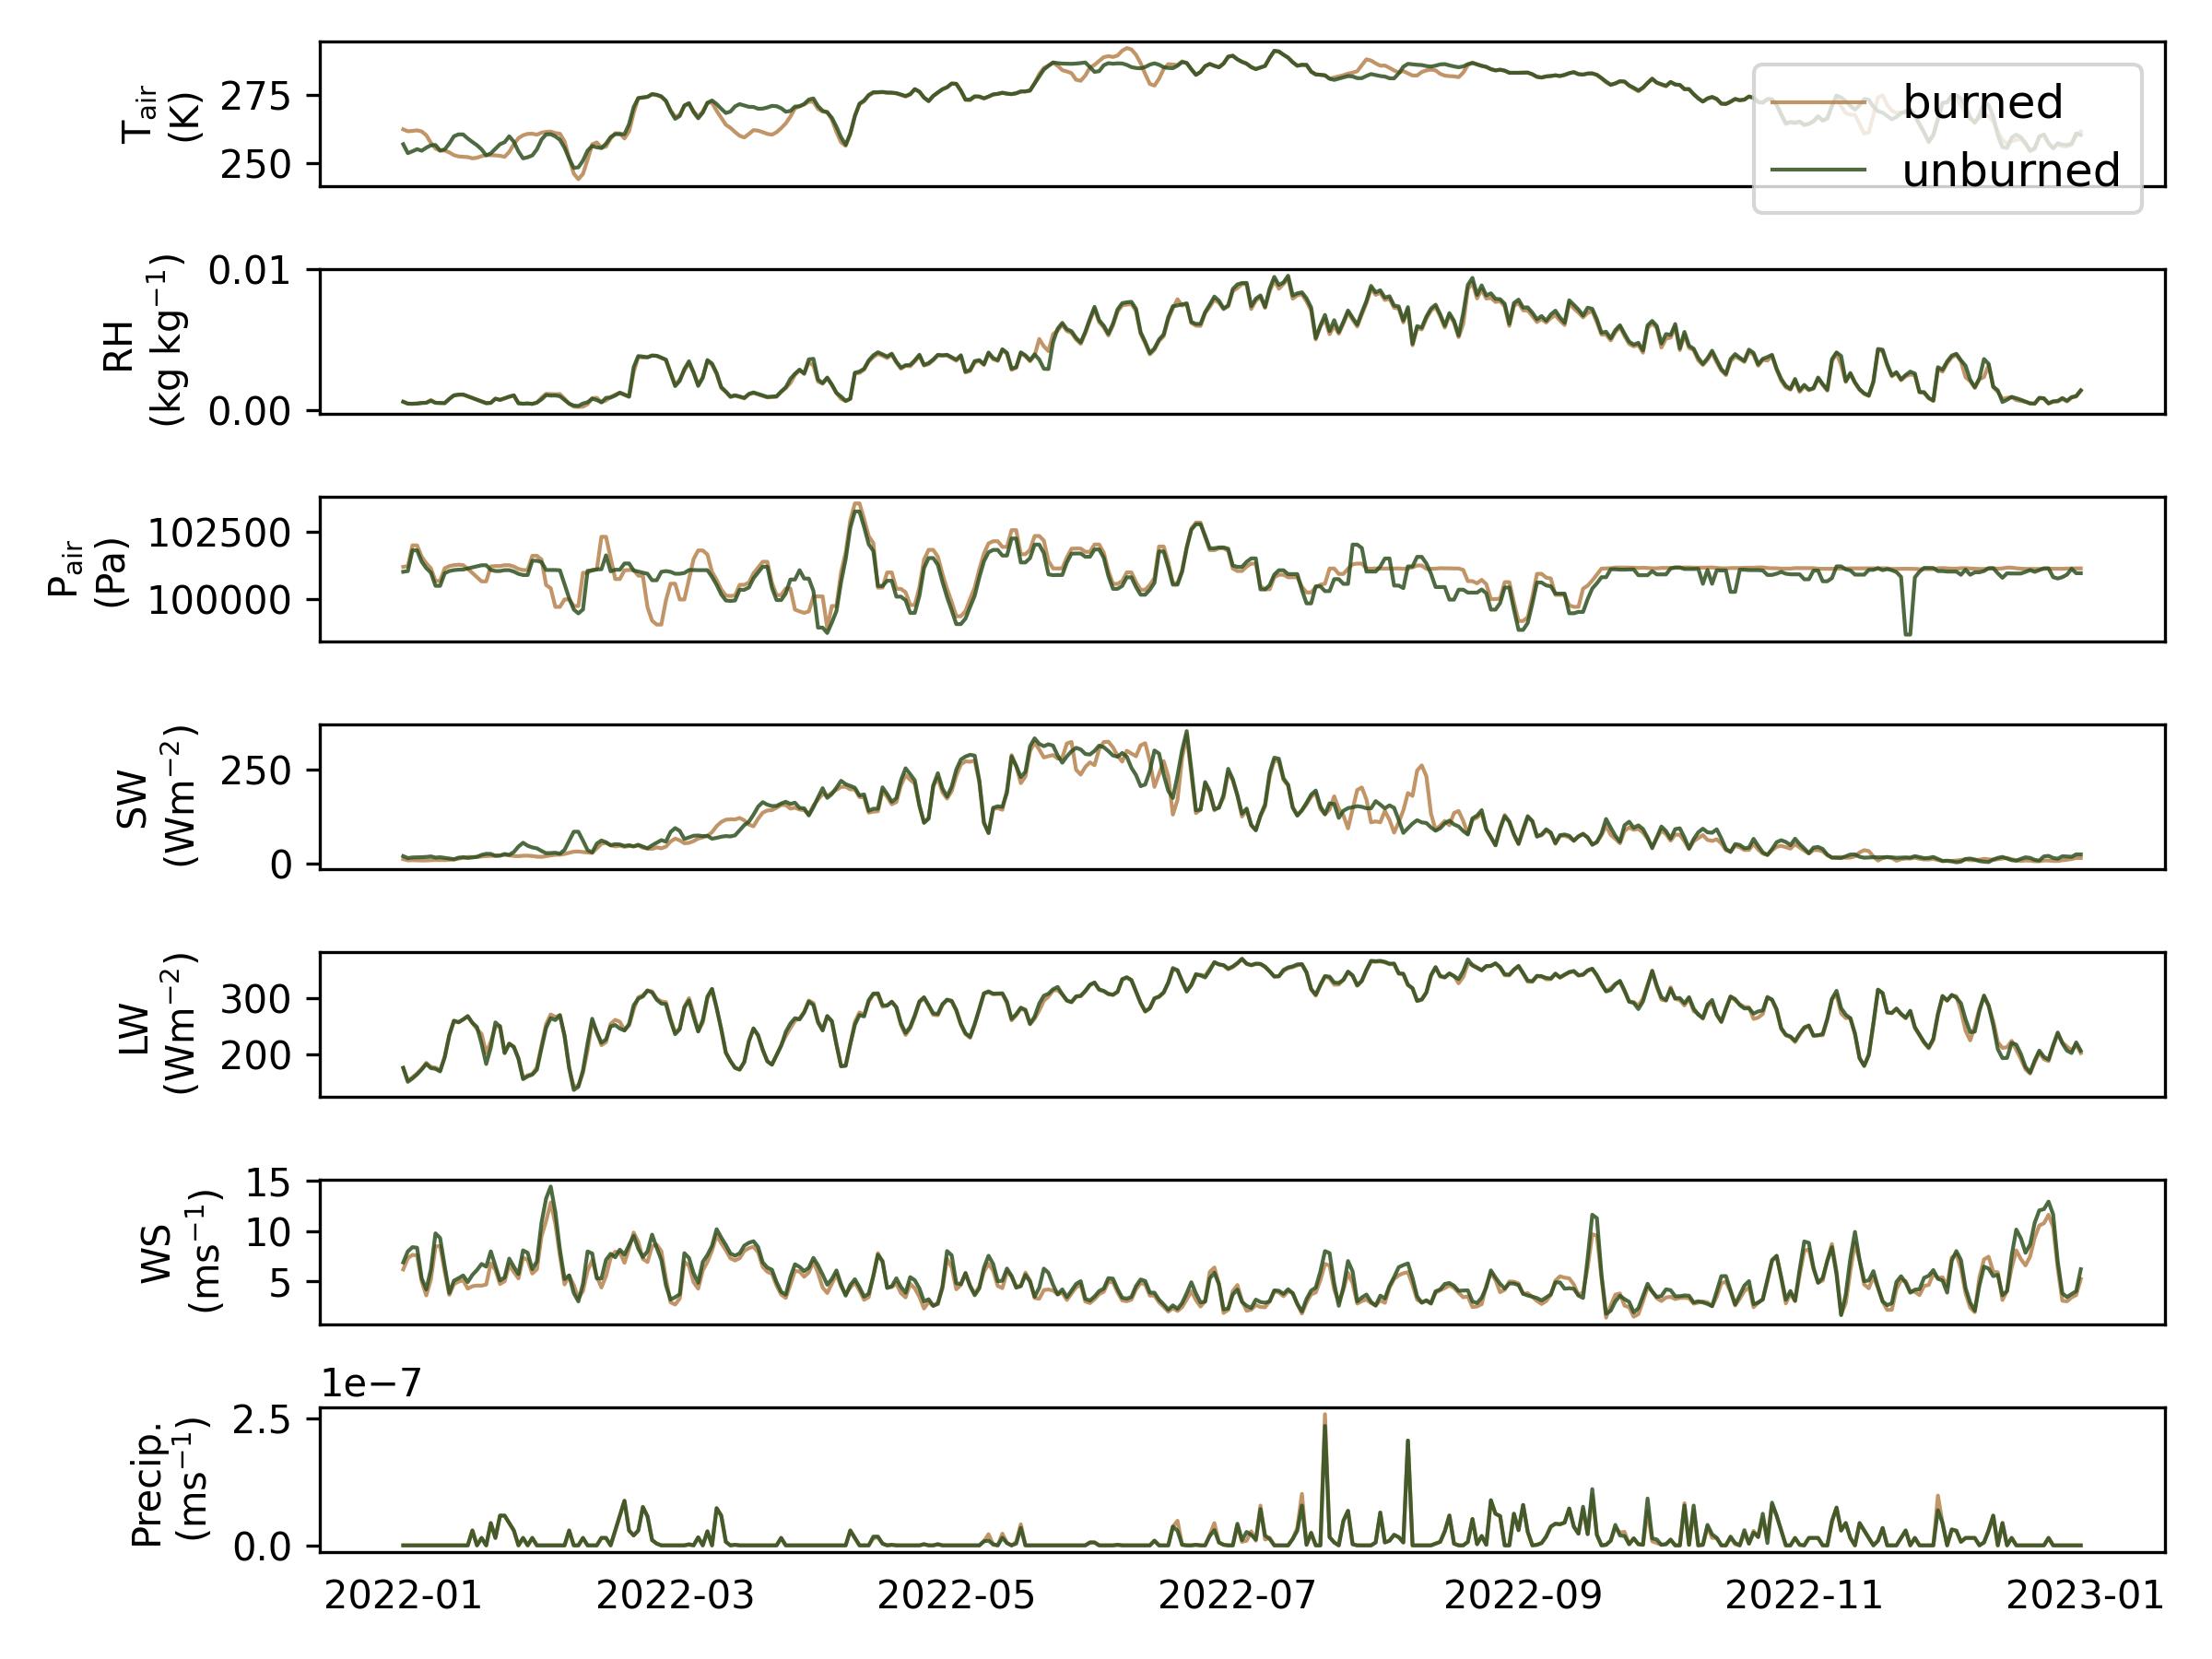 T_air
(K)
275
250
burned
unburned
RH
(kg kg⁻¹)
0.01
0.00
P_air
(Pa)
102500
100000
SW
(Wm⁻²)
250
0
LW
(Wm⁻²)
300
200
WS
(ms⁻¹)
15
10
5
1e−7
Precip.
(ms⁻¹)
2.5
0.0
2022-01 2022-03 2022-05 2022-07 2022-09 2022-11 2023-01